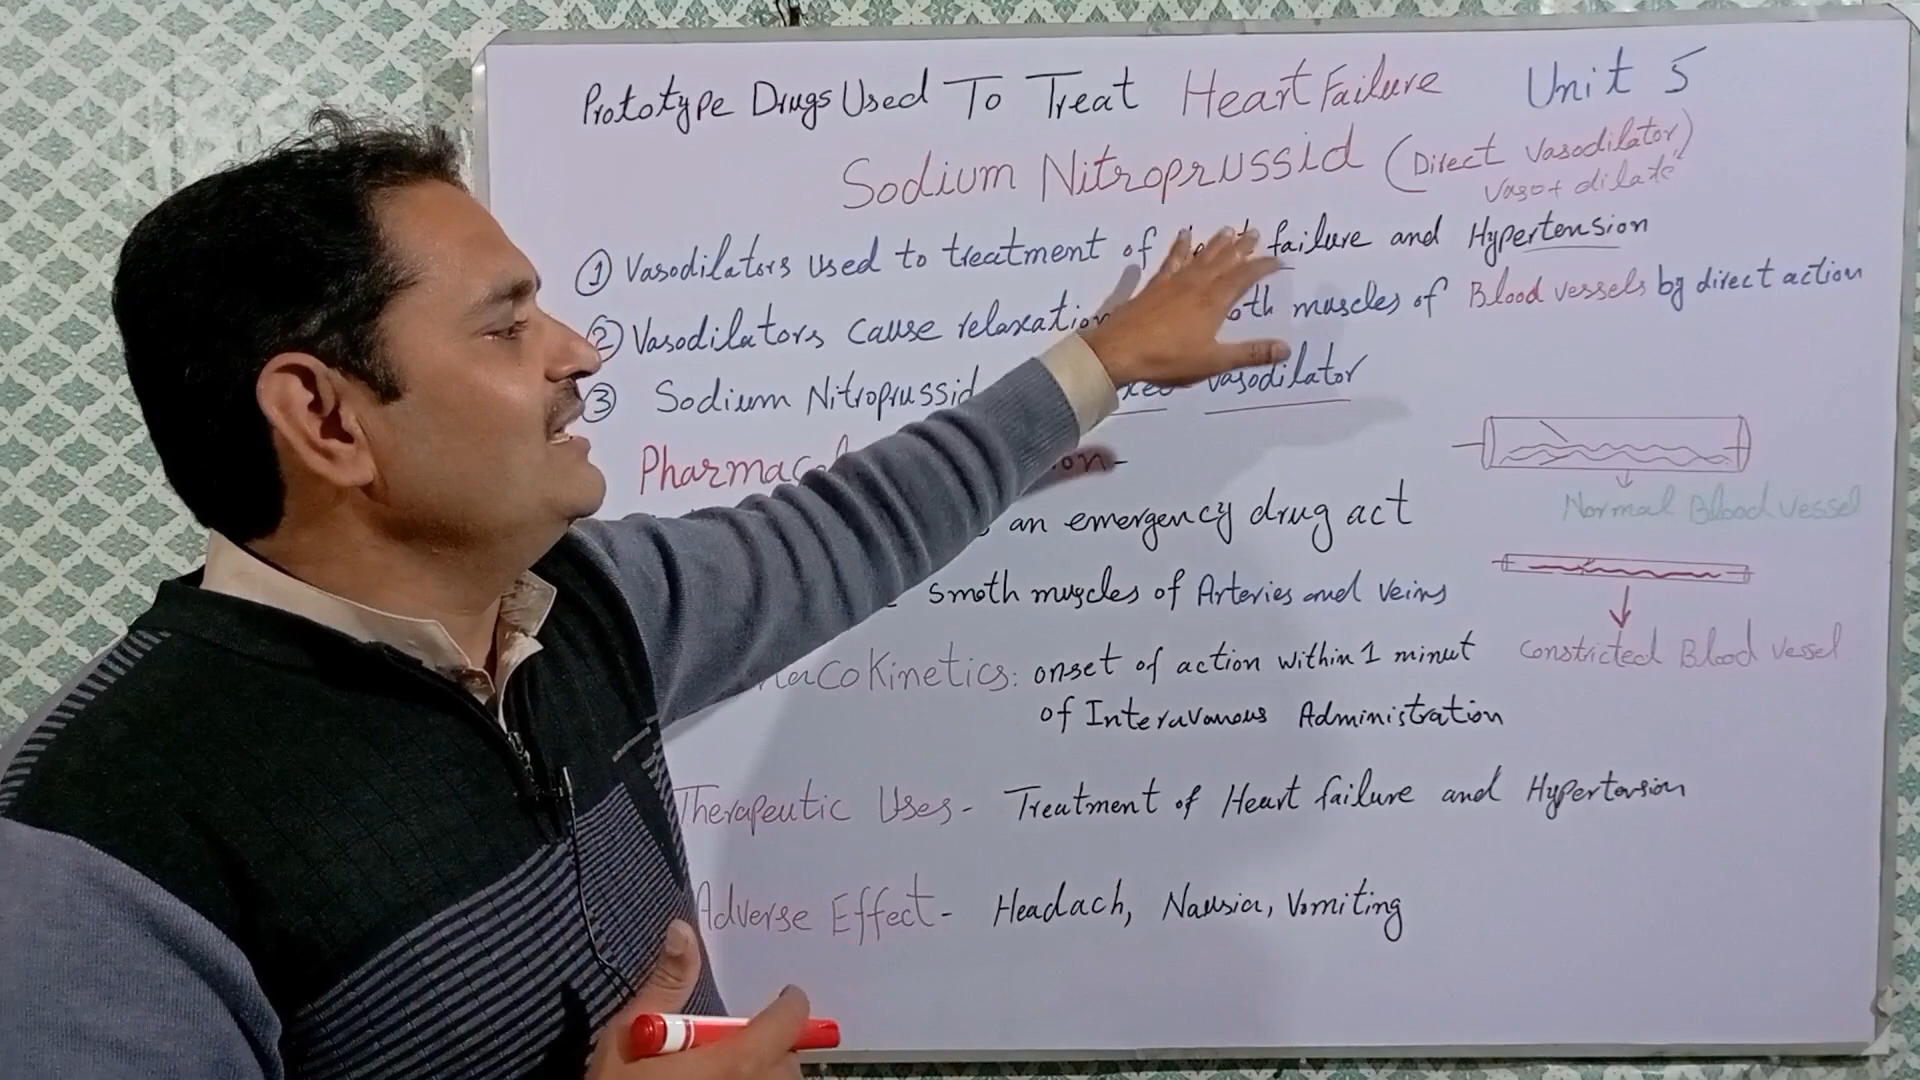 Prototype Drugs Used To Treat Heart Failure Unit 5
Sodium Nitroprussid (Direct Vasodilator)
Vaso+ dilate
① Vasodilators Used to treatment of failure and Hypertension
② Vasodilators cause relaxation muscles of Blood vessels by direct action
③ Sodium Nitroprussid Vasodilator
an emergency drug act
Smoth muscles of Arteries and Veins
Kinetics: onset of action within 1 minut
of Interavonous Administration
Therapeutic Uses- Treatment of Heart failure and Hypertension
Adverse Effect- Headach, Nausia, Vomiting
Normal Blood Vessel
Constricted Blood Vessel